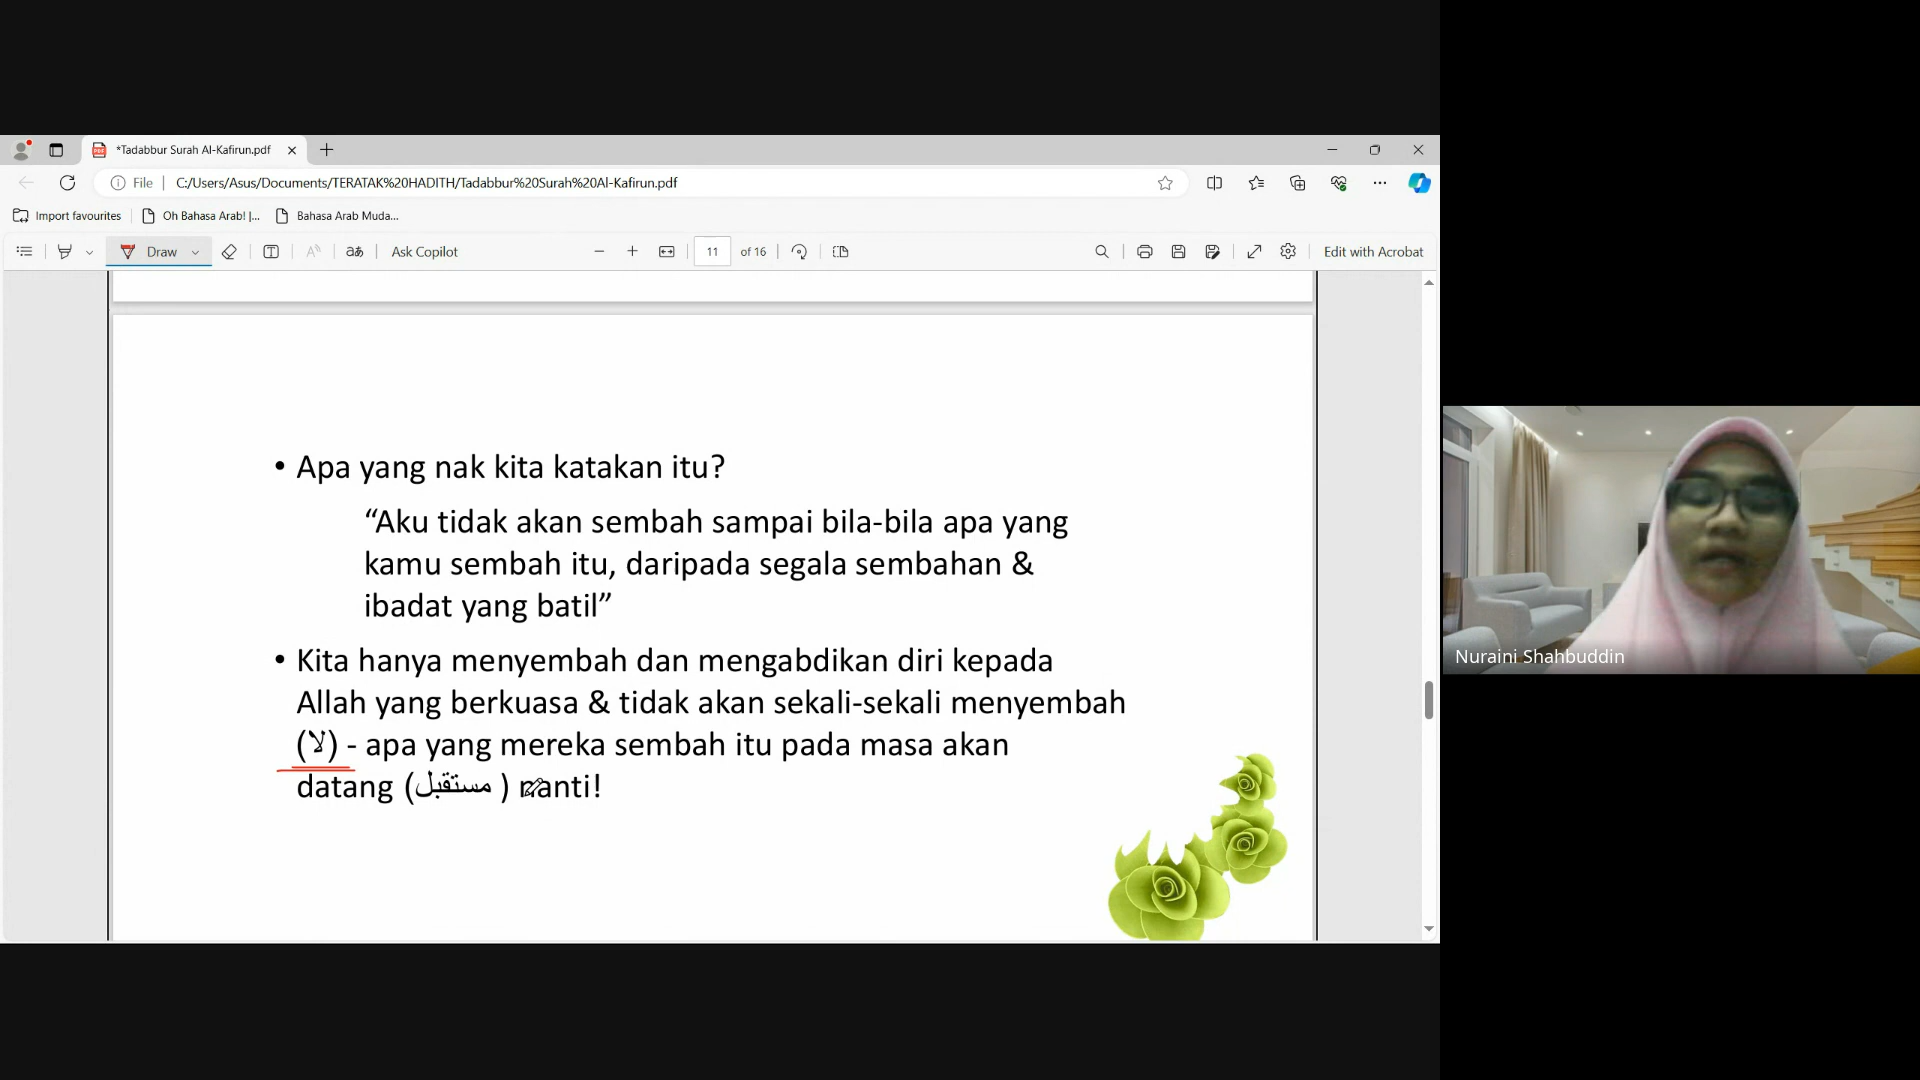 *Tadabbur Surah Al-Kafirun.pdf
File | C:/Users/Asus/Documents/TERATAK%20HADITH/Tadabbur%20Surah%20Al-Kafirun.pdf
Import favourites
Oh Bahasa Arab! |...
Bahasa Arab Muda...
Draw
aあ
Ask Copilot
11 of 16
Edit with Acrobat
• Apa yang nak kita katakan itu?
“Aku tidak akan sembah sampai bila-bila apa yang
kamu sembah itu, daripada segala sembahan &
ibadat yang batil”
• Kita hanya menyembah dan mengabdikan diri kepada
Allah yang berkuasa & tidak akan sekali-sekali menyembah
(لا) - apa yang mereka sembah itu pada masa akan
datang (مستقبل ) nanti!
Nuraini Shahbuddin